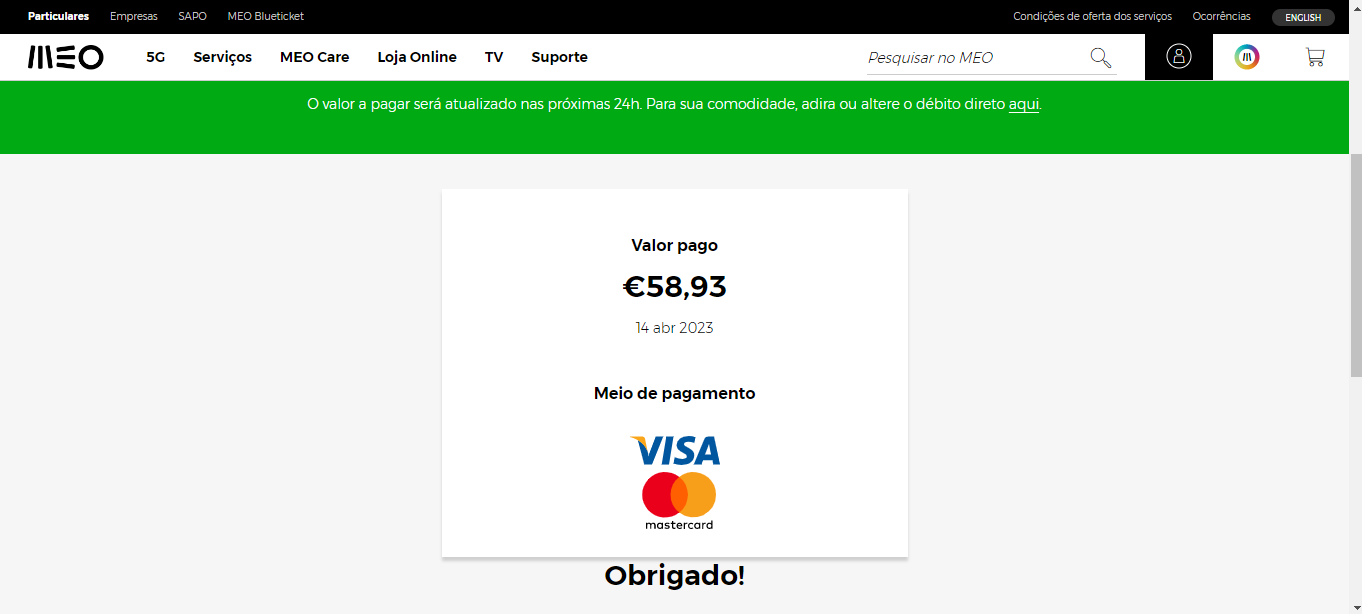 Particulares Empresas SAPO MEO Blueticket Condições de oferta dos serviços Ocorrências ENGLISH
MEO 5G Serviços MEO Care Loja Online TV Suporte Pesquisar no MEO
O valor a pagar será atualizado nas próximas 24h. Para sua comodidade, adira ou altere o débito direto aqui.
Valor pago
€58,93
14 abr 2023
Meio de pagamento
VISA
mastercard
Obrigado!